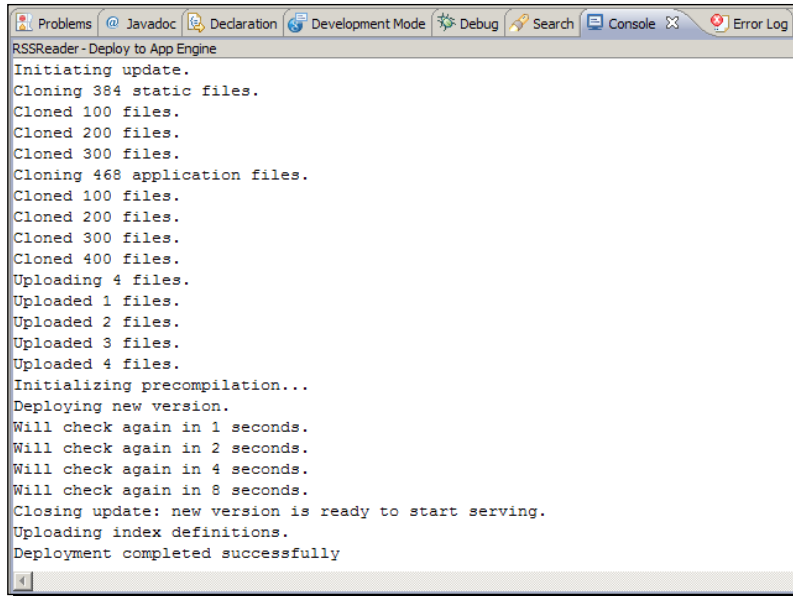 Problems @ Javadoc Declaration Development Mode Debug Search Console Error Log
RSSReader - Deploy to App Engine
Initiating update.
Cloning 384 static files.
Cloned 100 files.
Cloned 200 files.
Cloned 300 files.
Cloning 468 application files.
Cloned 100 files.
Cloned 200 files.
Cloned 300 files.
Cloned 400 files.
Uploading 4 files.
Uploaded 1 files.
Uploaded 2 files.
Uploaded 3 files.
Uploaded 4 files.
Initializing precompilation...
Deploying new version.
Will check again in 1 seconds.
Will check again in 2 seconds.
Will check again in 4 seconds.
Will check again in 8 seconds.
Closing update: new version is ready to start serving.
Uploading index definitions.
Deployment completed successfully